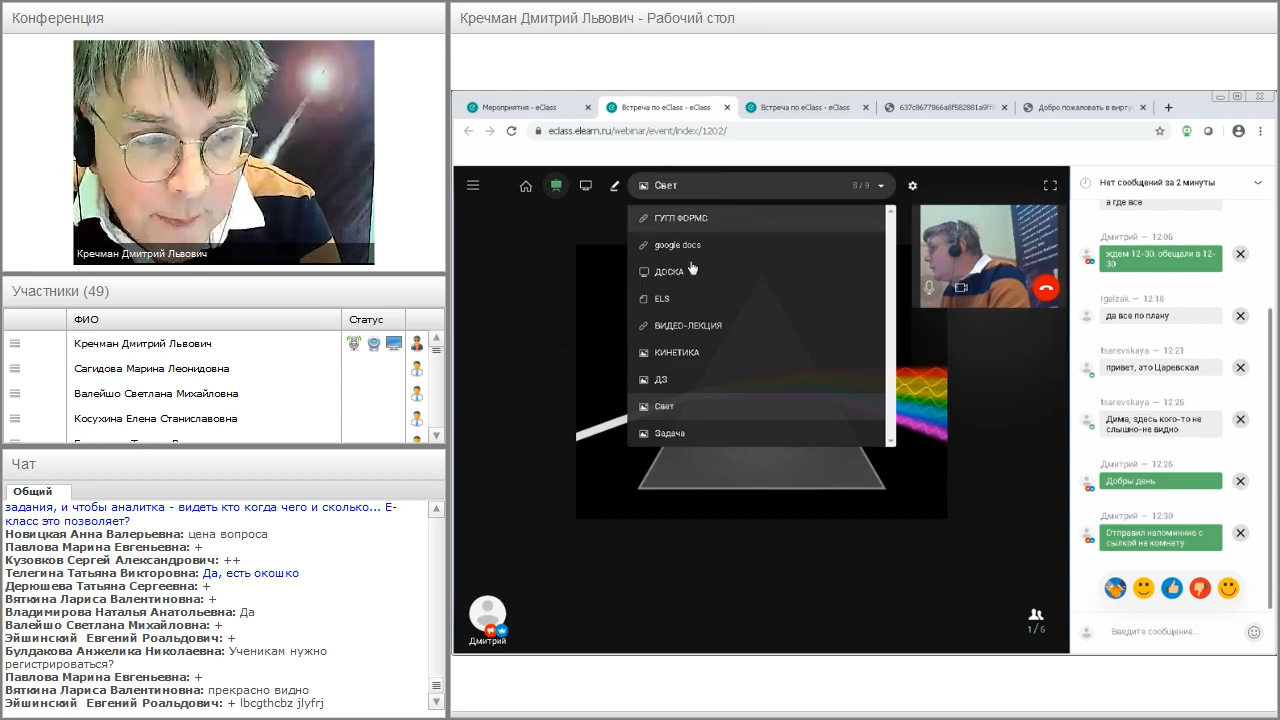 Конференция
Кречман Дмитрий Львович
Участники (49)
ФИО
Статус
Кречман Дмитрий Львович
Сагидова Марина Леонидовна
Валейшо Светлана Михайловна
Косухина Елена Станиславовна
Чат
Общий
задания, и чтобы аналитка - видеть кто когда чего и сколько... Е-
класс это позволяет?
Новицкая Анна Валерьевна: цена вопроса
Павлова Марина Евгеньевна: +
Кузовков Сергей Александрович: ++
Телегина Татьяна Викторовна: Да, есть окошко
Дерюшева Татьяна Сергеевна: +
Вяткина Лариса Валентиновна: +
Владимирова Наталья Анатольевна: Да
Валейшо Светлана Михайловна: +
Эйшинский Евгений Роальдович: +
Булдакова Анжелика Николаевна: Ученикам нужно
регистрироваться?
Павлова Марина Евгеньевна: +
Вяткина Лариса Валентиновна: прекрасно видно
Эйшинский Евгений Роальдович: + lbcgthcbz jlyfrj
Кречман Дмитрий Львович - Рабочий стол
Мероприятия - eClass
Встреча по eClass - eClass
Встреча по eClass - eClass
Добро пожаловать в вирту
eclass.elearn.ru/webinar/event/index/1202/
Свет
8 / 9
ГУГЛ ФОРМС
google docs
ДОСКА
ELS
ВИДЕО-ЛЕКЦИЯ
КИНЕТИКА
ДЗ
Свет
Задача
Дмитрий
1 / 5
Нет сообщений за 2 минуты
а где все
Дмитрий — 12:06
ждем 12-30. обещали в 12-
30
igalzak — 12:18
да все по плану
tsarevskaya — 12:21
привет, это Царевская
tsarevskaya — 12:26
Дима, здесь кого-то не
слышно-не видно
Дмитрий — 12:26
Добры день
Дмитрий — 12:30
Отправил напоминние с
сылкой на комнату
Введите сообщение...